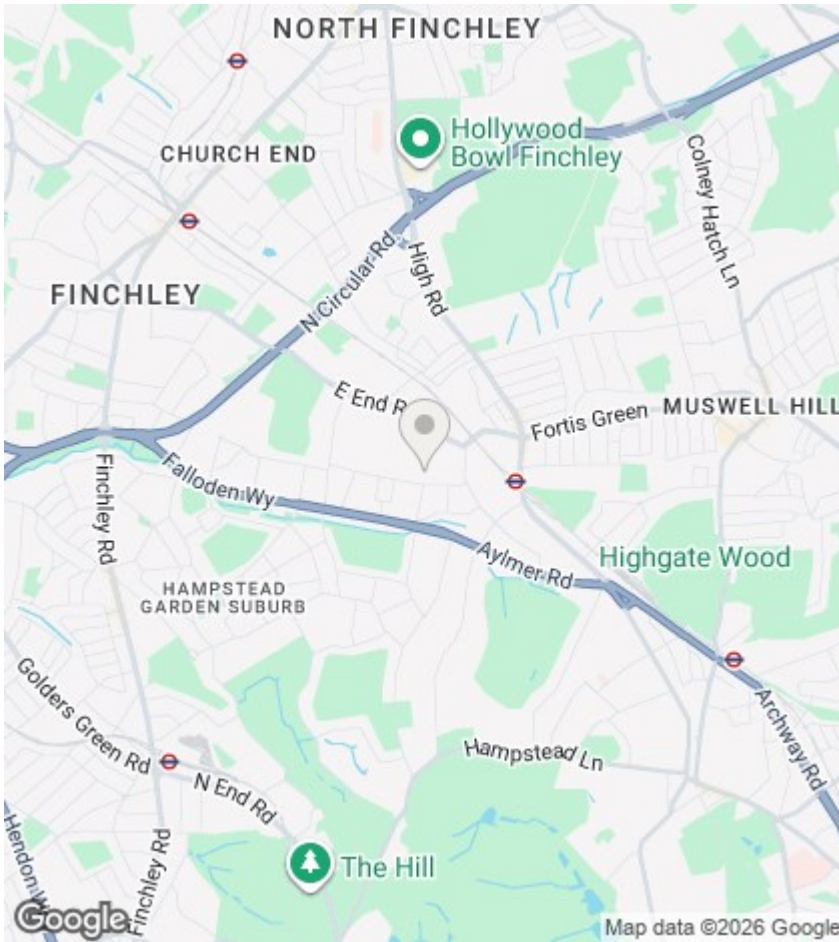 NORTH FINCHLEY
Hollywood
Bowl Finchley
CHURCH END
Colney Hatch Ln
FINCHLEY
N Circular Rd
High Rd
E End
Fortis Green
MUSWELL HILL
Falloden Wy
Finchley Rd
Aylmer Rd
Highgate Wood
HAMPSTEAD
GARDEN SUBURB
Golders Green Rd
Archway Rd
Hampstead Ln
N End Rd
Hendon
Finchley Rd
The Hill
Google
Map data ©2026 Google